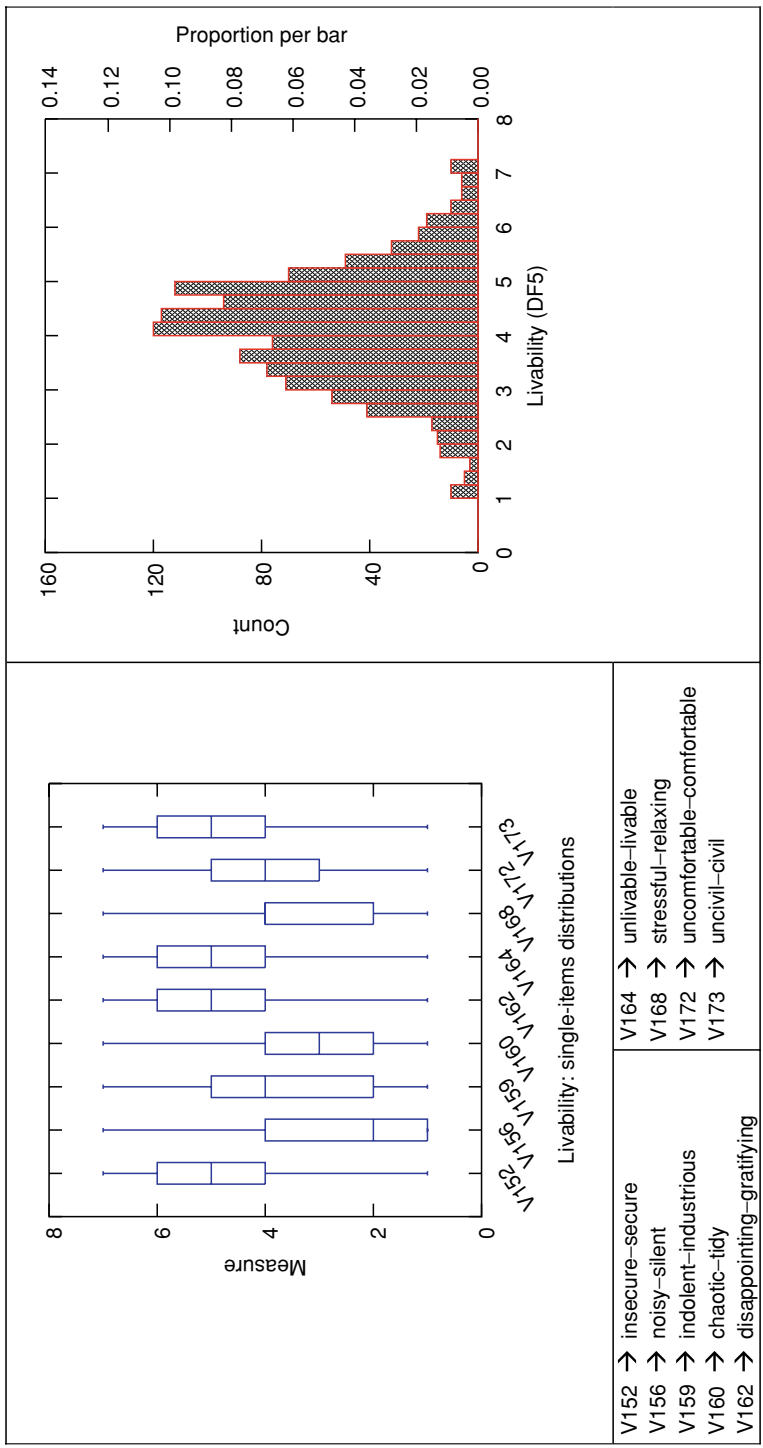 8
6
4
2
0
Measure
V152 V156 V159 V160 V162 V164 V168 V172 V173
Livability: single-items distributions
Proportion per bar
160
120
80
40
0
Count
0.14
0.12
0.10
0.08
0.06
0.04
0.02
0.00
0 1 2 3 4 5 6 7 8
Livability (DF5)
V152 → insecure–secure
V156 → noisy–silent
V159 → indolent–industrious
V160 → chaotic–tidy
V162 → disappointing–gratifying
V164 → unlivable–livable
V168 → stressful–relaxing
V172 → uncomfortable–comfortable
V173 → uncivil–civil